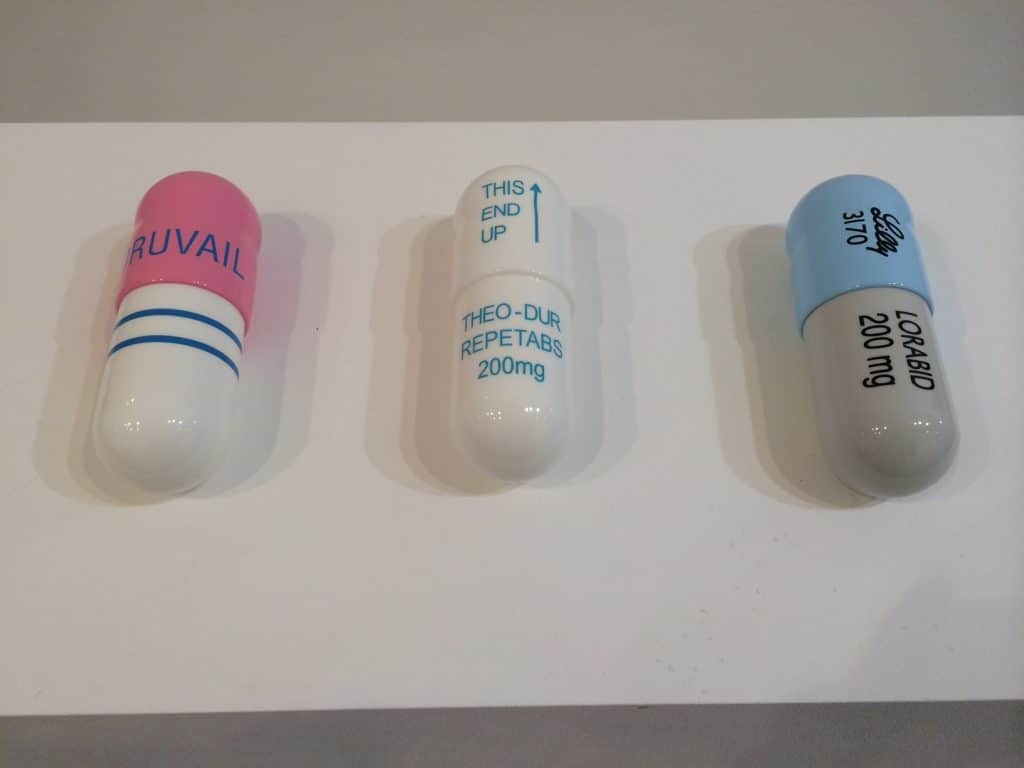 RUVAIL
THIS
END
UP
THEO-DUR
REPETABS
200mg
Lilly
3170
LORABID
200 mg